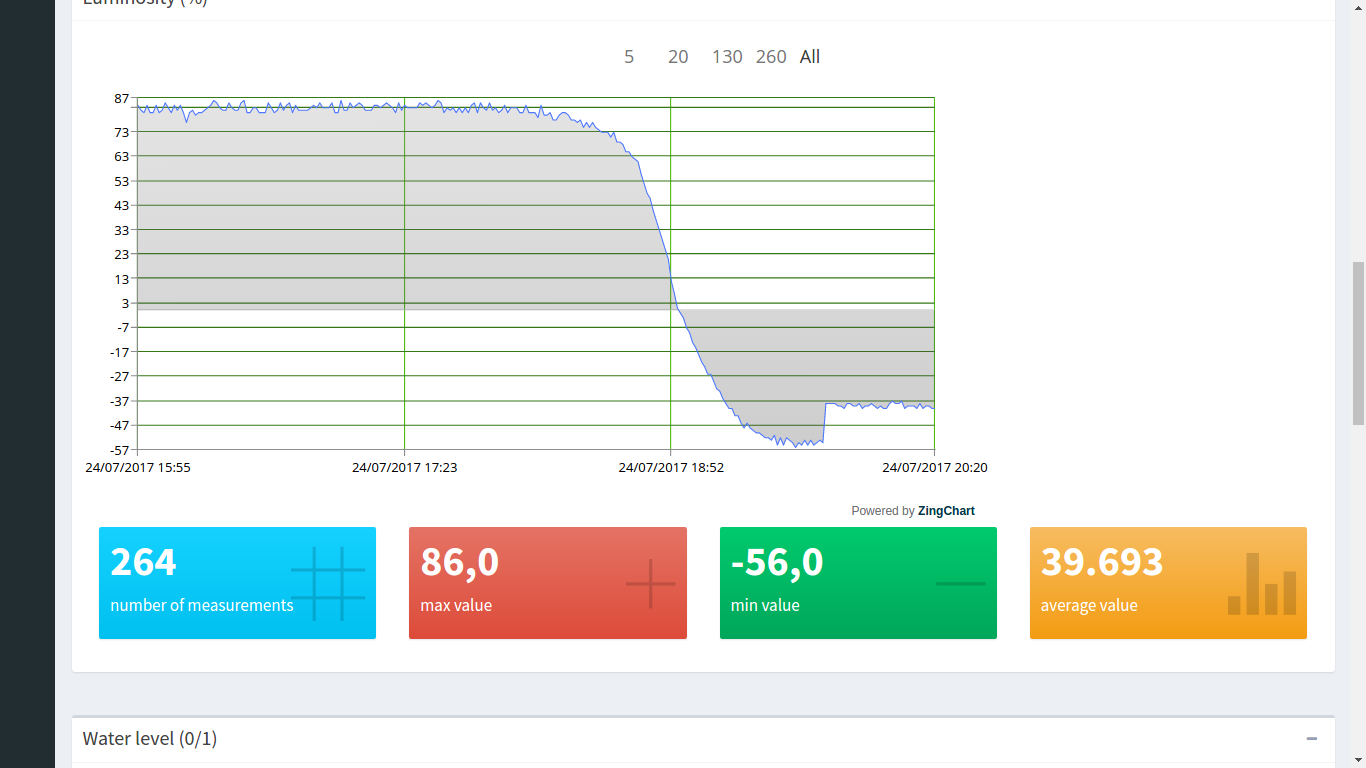 Luminosity (%)
5 20 130 260 All
87
73
63
53
43
33
23
13
3
-7
-17
-27
-37
-47
-57
24/07/2017 15:55 24/07/2017 17:23 24/07/2017 18:52 24/07/2017 20:20
Powered by ZingChart
264
number of measurements
86,0
max value
-56,0
min value
39.693
average value
Water level (0/1)